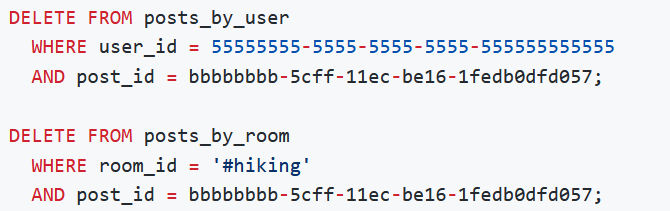 DELETE FROM posts_by_user
WHERE user_id = 55555555-5555-5555-5555-555555555555
AND post_id = bbbbbbbb-5cff-11ec-be16-1fedb0dfd057;
DELETE FROM posts_by_room
WHERE room_id = '#hiking'
AND post_id = bbbbbbbb-5cff-11ec-be16-1fedb0dfd057;